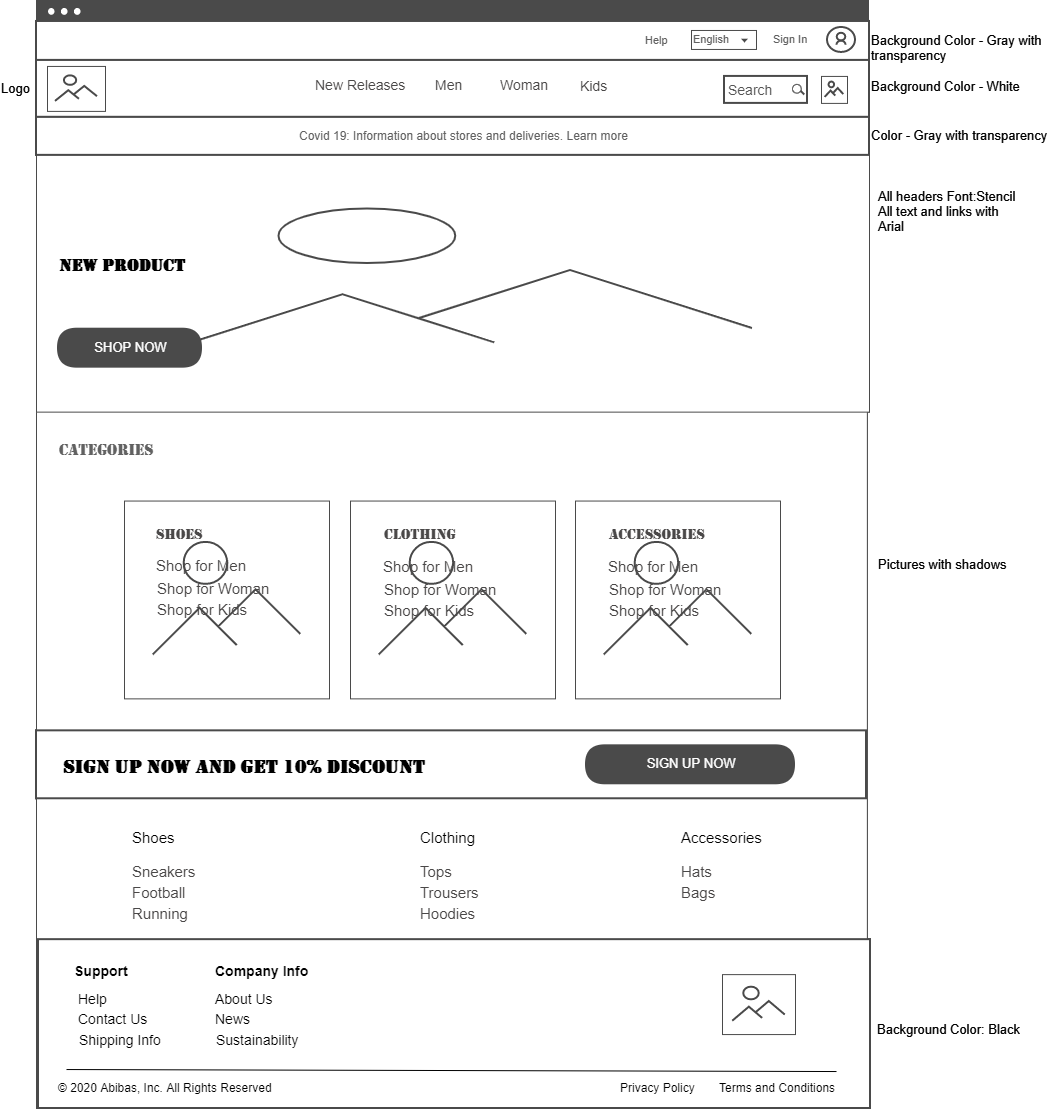 Help English Sign In
Background Color - Gray with
transparency
Logo
New Releases Men Woman Kids
Search
Background Color - White
Covid 19: Information about stores and deliveries. Learn more
Color - Gray with transparency
All headers Font:Stencil
All text and links with
Arial
NEW PRODUCT
SHOP NOW
CATEGORIES
SHOES
Shop for Men
Shop for Woman
Shop for Kids
CLOTHING
Shop for Men
Shop for Woman
Shop for Kids
ACCESSORIES
Shop for Men
Shop for Woman
Shop for Kids
Pictures with shadows
SIGN UP NOW AND GET 10% DISCOUNT
SIGN UP NOW
Shoes
Sneakers
Football
Running
Clothing
Tops
Trousers
Hoodies
Accessories
Hats
Bags
Support
Help
Contact Us
Shipping Info
Company Info
About Us
News
Sustainability
Background Color: Black
© 2020 Abibas, Inc. All Rights Reserved
Privacy Policy Terms and Conditions